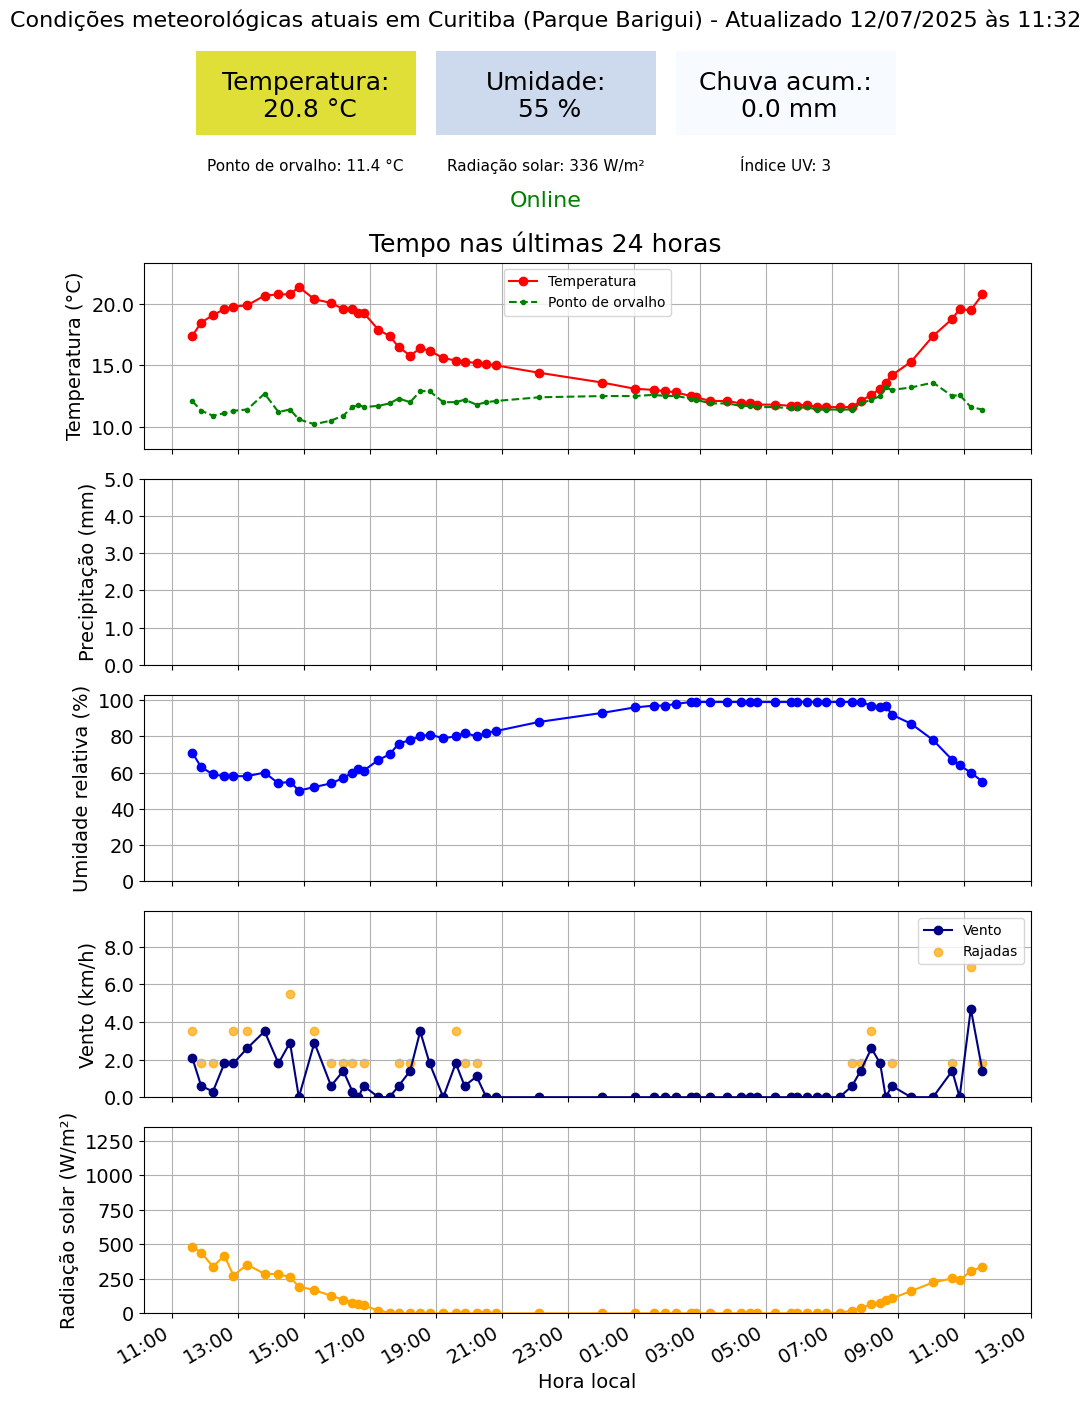 Condições meteorológicas atuais em Curitiba (Parque Barigui) - Atualizado 12/07/2025 às 11:32
Temperatura:
20.8 °C
Umidade:
55 %
Chuva acum.:
0.0 mm
Ponto de orvalho: 11.4 °C
Radiação solar: 336 W/m²
Índice UV: 3
Online
Tempo nas últimas 24 horas
Temperatura (°C)
20.0
15.0
10.0
Temperatura
Ponto de orvalho
Precipitação (mm)
5.0
4.0
3.0
2.0
1.0
0.0
Umidade relativa (%)
100
80
60
40
20
0
Vento (km/h)
8.0
6.0
4.0
2.0
0.0
Vento
Rajadas
Radiação solar (W/m²)
1250
1000
750
500
250
0
11:00
13:00
15:00
17:00
19:00
21:00
23:00
01:00
03:00
05:00
07:00
09:00
11:00
13:00
Hora local